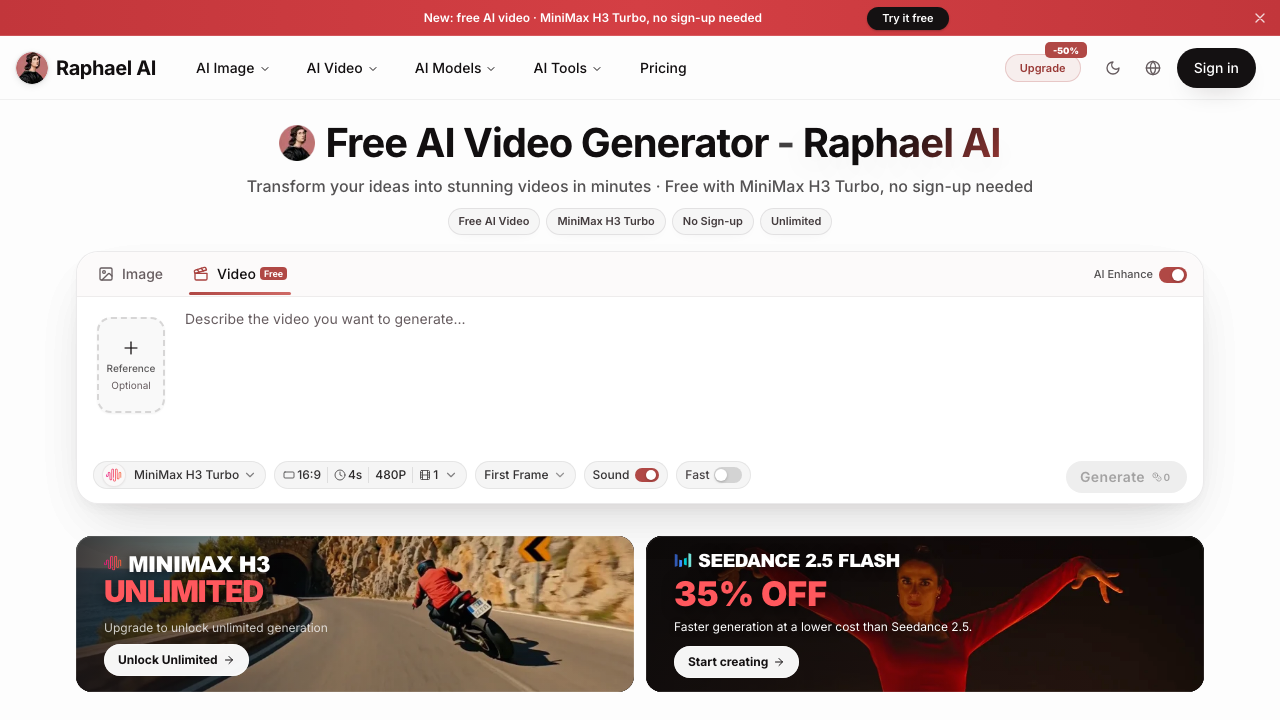 New: free AI video · MiniMax H3 Turbo, no sign-up needed
Try it free
Raphael AI
AI Image
AI Video
AI Models
AI Tools
Pricing
-50%
Upgrade
Sign in
Free AI Video Generator - Raphael AI
Transform your ideas into stunning videos in minutes · Free with MiniMax H3 Turbo, no sign-up needed
Free AI Video
MiniMax H3 Turbo
No Sign-up
Unlimited
Image
Video Free
AI Enhance
Describe the video you want to generate...
Reference
Optional
MiniMax H3 Turbo
16:9
4s
480P
1
First Frame
Sound
Fast
Generate 0
MINIMAX H3
UNLIMITED
Upgrade to unlock unlimited generation
Unlock Unlimited
SEEDANCE 2.5 FLASH
35% OFF
Faster generation at a lower cost than Seedance 2.5.
Start creating